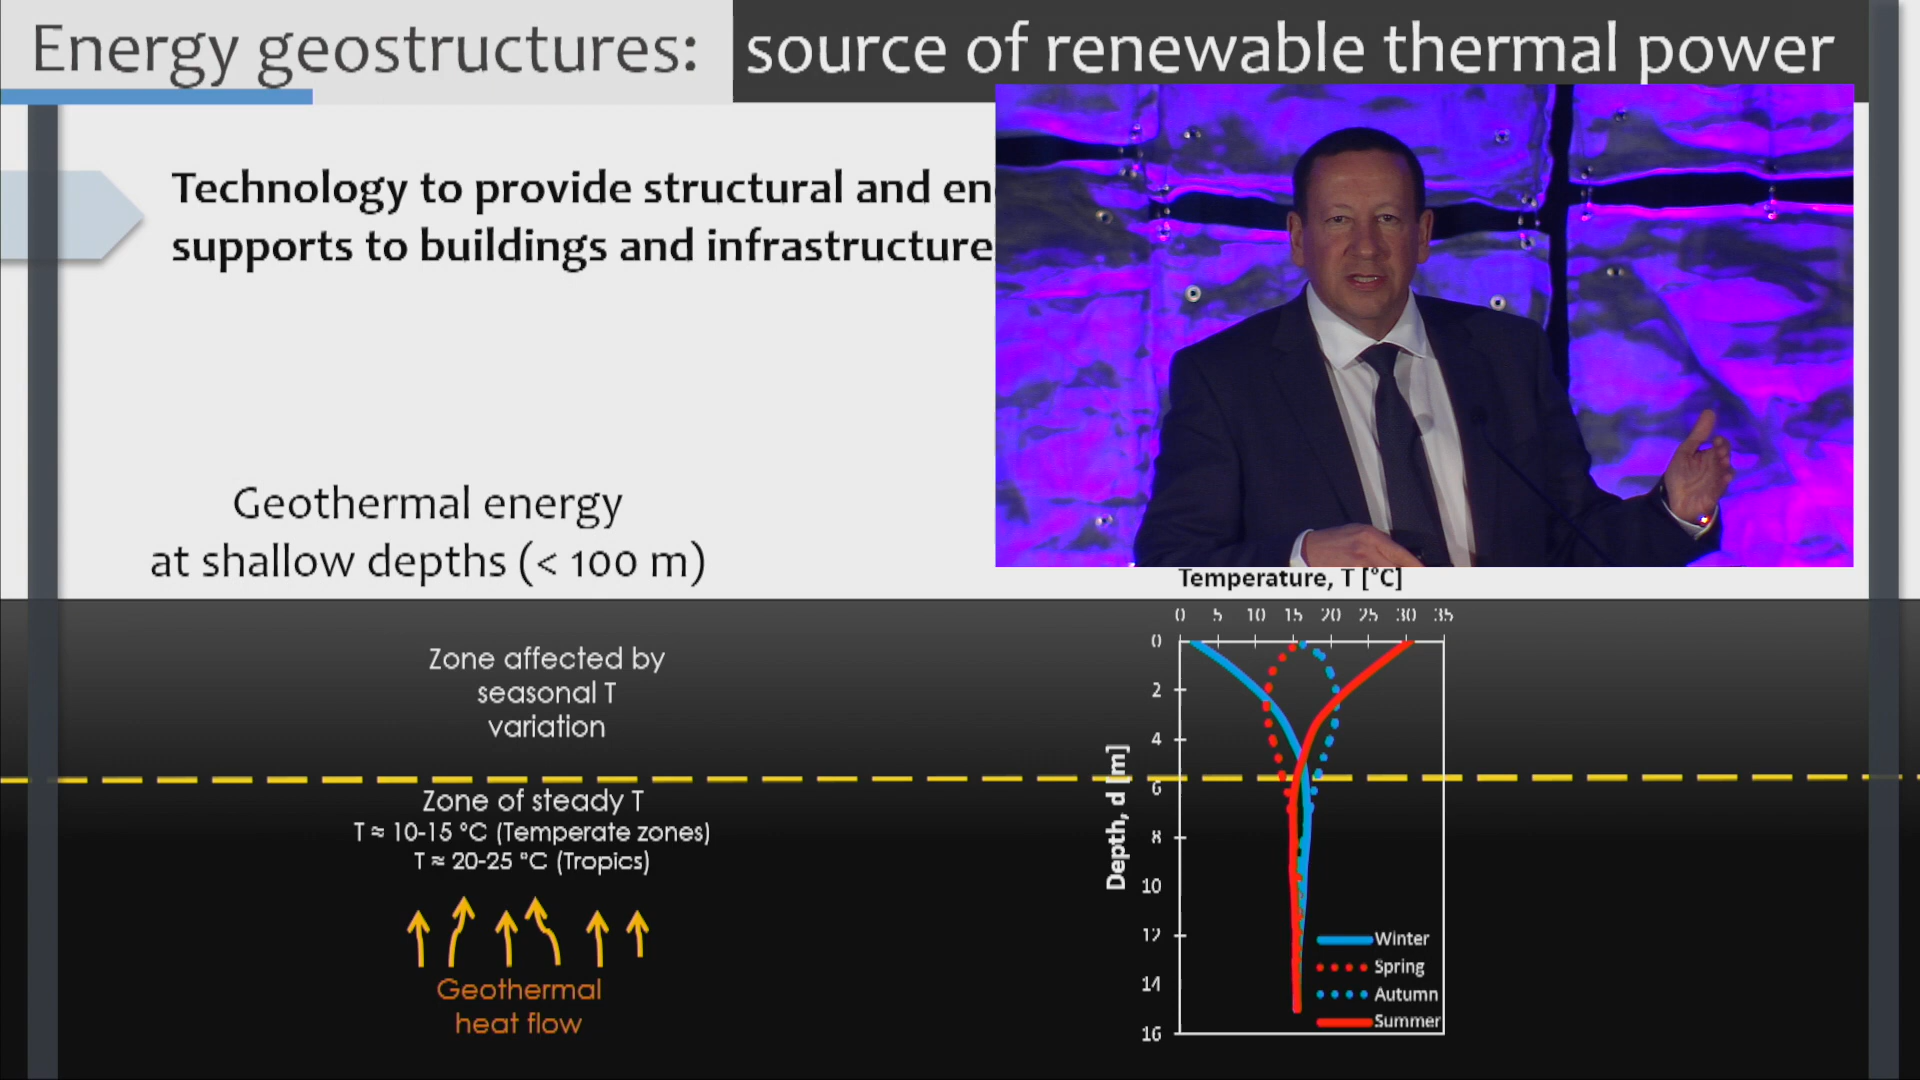 Energy geostructures: source of renewable thermal power
Technology to provide structural and
supports to buildings and infrastructure
Geothermal energy
at shallow depths (< 100 m)
Temperature, T [°C]
0 5 10 15 20 25 30 35
0
2
4
6
8
10
12
14
16
Depth, d [m]
Zone affected by
seasonal T
variation
Zone of steady T
T ≈ 10-15 °C (Temperate zones)
T ≈ 20-25 °C (Tropics)
Geothermal
heat flow
Winter
Spring
Autumn
Summer